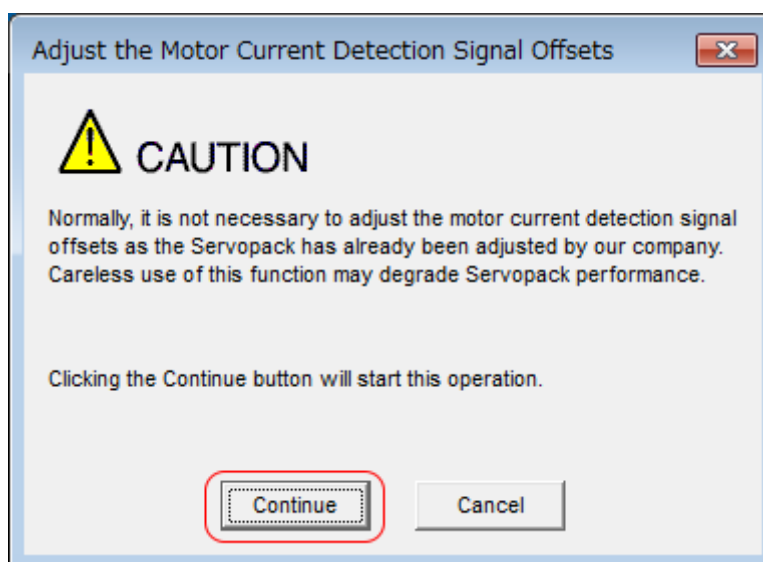 Adjust the Motor Current Detection Signal Offsets
CAUTION
Normally, it is not necessary to adjust the motor current detection signal
offsets as the Servopack has already been adjusted by our company.
Careless use of this function may degrade Servopack performance.
Clicking the Continue button will start this operation.
Continue
Cancel